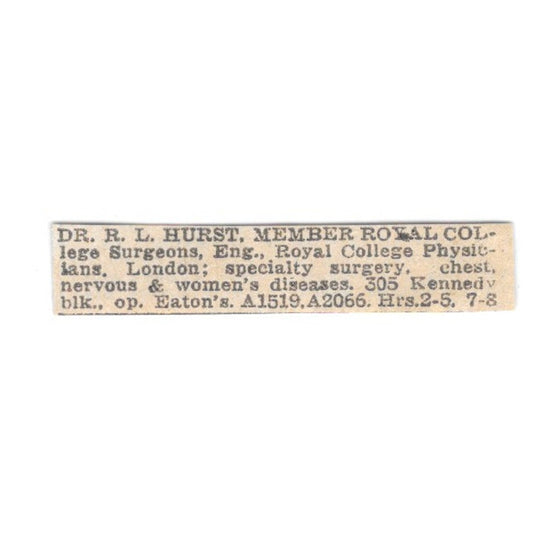 DR. R. L. HURST, MEMBER ROYAL COL-
lege Surgeons, Eng., Royal College Physic-
ians, London; specialty surgery, chest,
nervous & women's diseases. 305 Kennedy
blk., op. Eaton's. A1519, A2066. Hrs. 2-5, 7-8